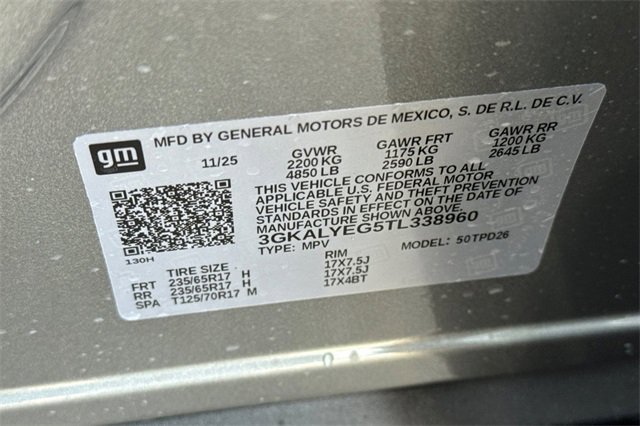 gm
MFD BY GENERAL MOTORS DE MEXICO, S. DE R.L. DE C.V.
11/25 GVWR GAWR FRT GAWR RR
2200 KG 1175 KG 1200 KG
4850 LB 2590 LB 2645 LB
THIS VEHICLE CONFORMS TO ALL
APPLICABLE U.S. FEDERAL MOTOR
VEHICLE SAFETY AND THEFT PREVENTION
STANDARDS IN EFFECT ON THE DATE OF
MANUFACTURE SHOWN ABOVE.
3GKALYEG5TL338960
130H TYPE: MPV MODEL: 50TPD26
TIRE SIZE RIM
FRT 235/65R17 H 17X7.5J
RR 235/65R17 H 17X7.5J
SPA T125/70R17 M 17X4BT